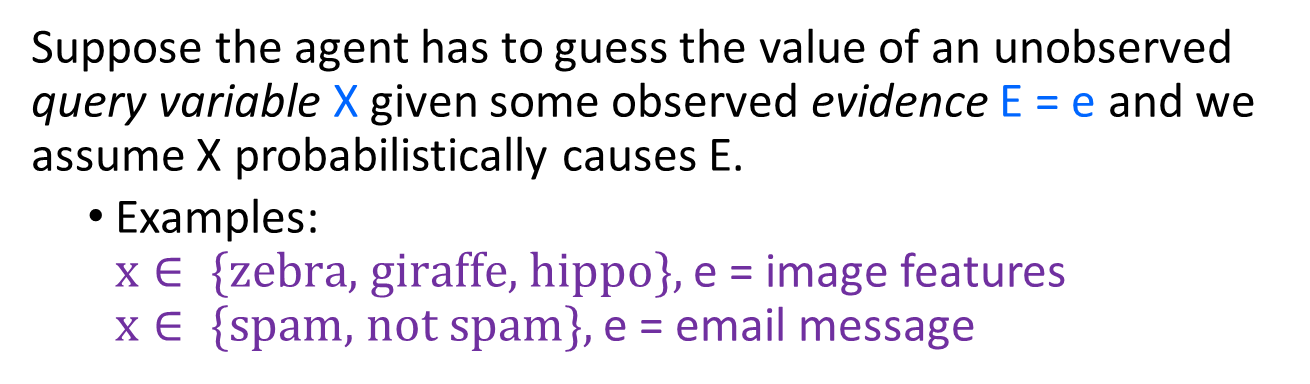 Suppose the agent has to guess the value of an unobserved
query variable X given some observed evidence E = e and we
assume X probabilistically causes E.
• Examples:
x ∈ {zebra, giraffe, hippo}, e = image features
x ∈ {spam, not spam}, e = email message